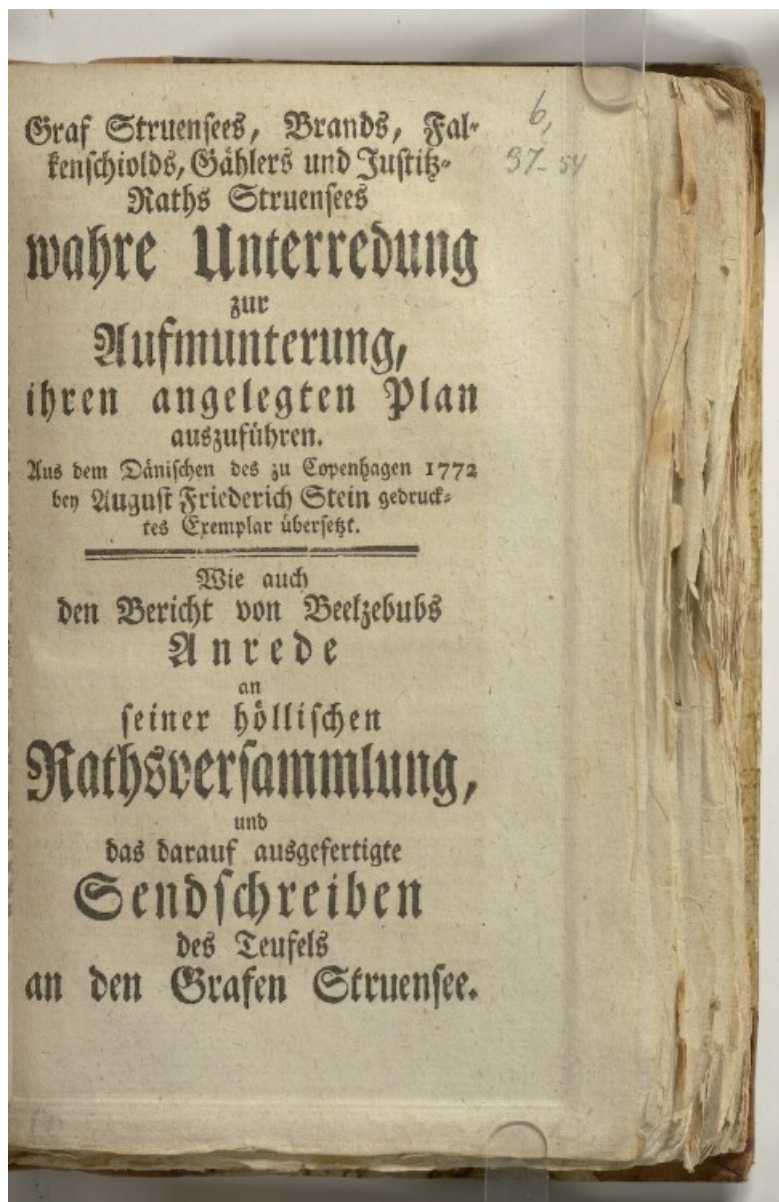 Graf Struensees, Brands, Fal-
kenschiolds, Gählers und Justitz-
Raths Struensees
wahre Unterredung
zur
Aufmunterung,
ihren angelegten Plan
auszuführen.
Aus dem Dänischen des zu Copenhagen 1772
bey August Friederich Stein gedruck-
tes Exemplar übersetzt.
Wie auch
den Bericht von Beelzebubs
Anrede
an
seiner höllischen
Rathsversammlung,
und
das darauf ausgefertigte
Sendschreiben
des Teufels
an den Grafen Struensee.
6,
37-54